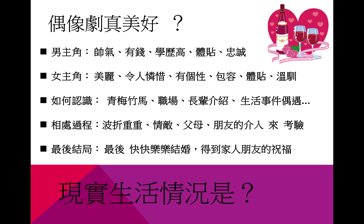 偶像劇真美好 ？
▪ 男主角： 帥氣、有錢、學歷高、體貼、忠誠
▪ 女主角： 美麗、令人憐惜、有個性、包容、體貼、溫馴
▪ 如何認識： 青梅竹馬、職場、長輩介紹、生活事件偶遇...
▪ 相處過程： 波折重重、情敵、父母、朋友的介入 來 考驗
▪ 最後結局： 最後 快快樂樂結婚，得到家人朋友的祝福
現實生活情況是？